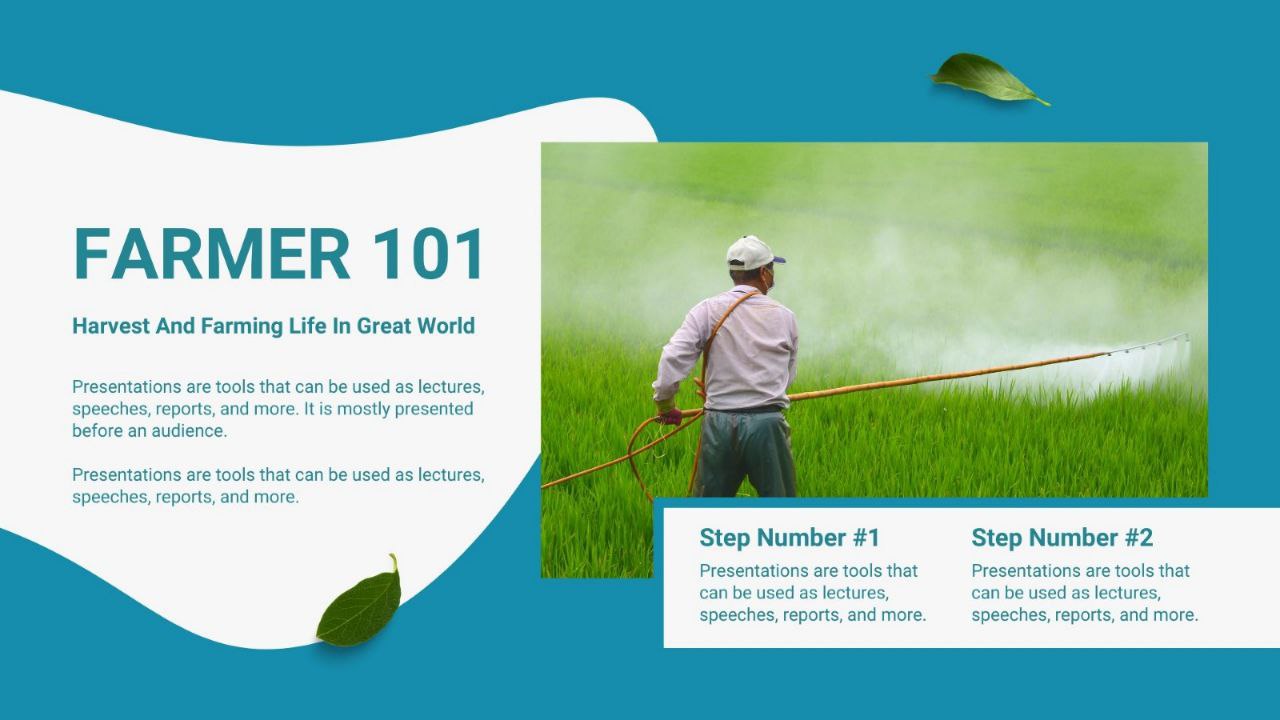 FARMER 101
Harvest And Farming Life In Great World
Presentations are tools that can be used as lectures,
speeches, reports, and more. It is mostly presented
before an audience.
Presentations are tools that can be used as lectures,
speeches, reports, and more.
Step Number #1
Presentations are tools that
can be used as lectures,
speeches, reports, and more.
Step Number #2
Presentations are tools that
can be used as lectures,
speeches, reports, and more.